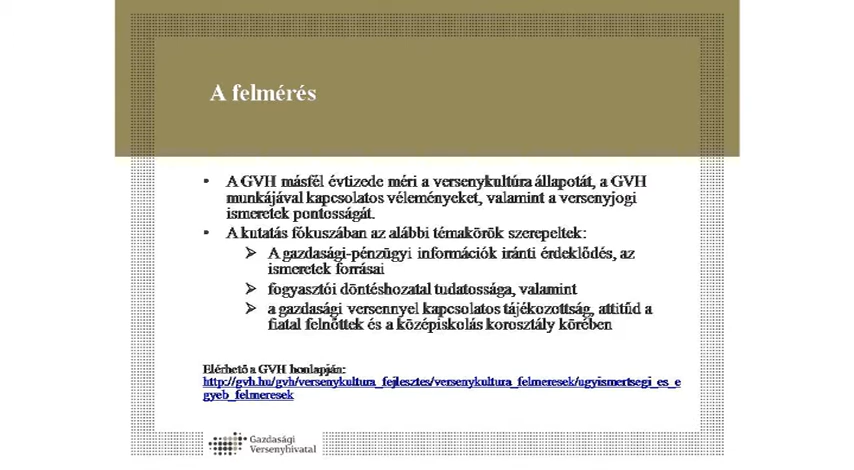 A felmérés
• A GVH másfél évtizede méri a versenykultúra állapotát, a GVH
munkájával kapcsolatos véleményeket, valamint a versenyjogi
ismeretek pontosságát.
• A kutatás fókuszában az alábbi témakörök szerepeltek:
➢ A gazdasági-pénzügyi információk iránti érdeklődés, az
ismeretek forrásai
➢ fogyasztói döntéshozatal tudatossága, valamint
➢ a gazdasági versennyel kapcsolatos tájékozottság, attitűd a
fiatal felnőttek és a középiskolás korosztály körében
Elérhető a GVH honlapján:
http://gvh.hu/gvh/versenykultura_fejlesztes/versenykultura_felmeresek/ugyismertsegi_es_e
gyeb_felmeresek
Gazdasági
Versenyhivatal